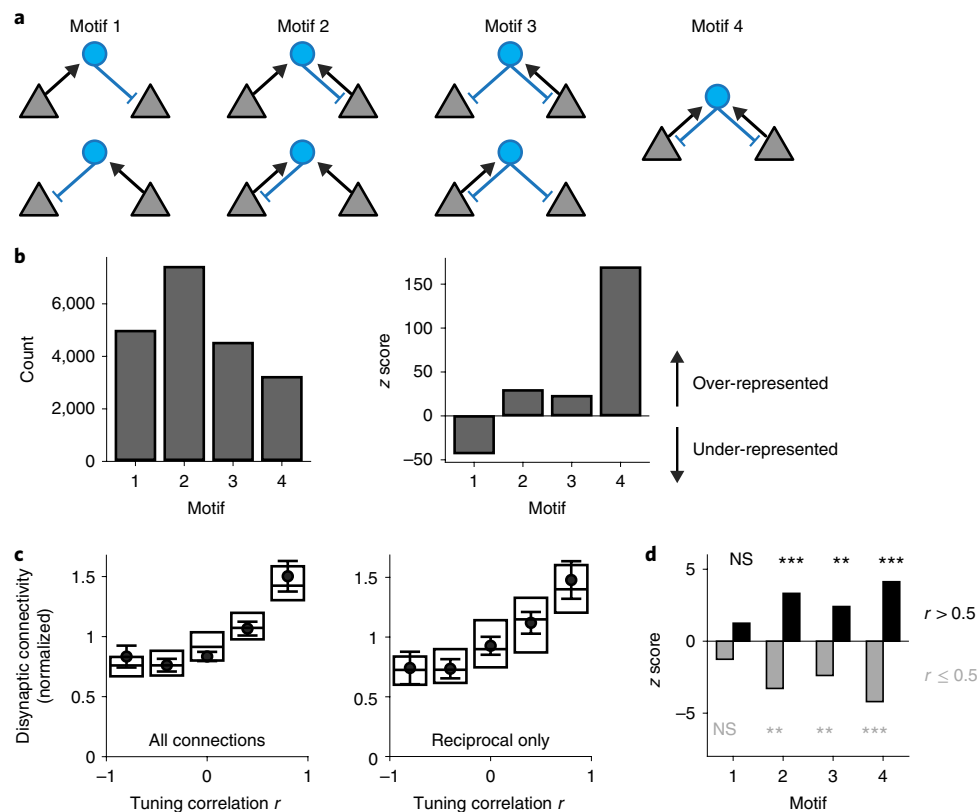 a
Motif 1 Motif 2 Motif 3 Motif 4
b
Count
6,000
4,000
2,000
0
1 2 3 4
Motif
z score
150
100
50
0
−50
1 2 3 4
Motif
Over-represented
Under-represented
c
Disynaptic connectivity
(normalized)
1.5
1
0.5
0
All connections
−1 0 1
Tuning correlation r
1.5
1
0.5
0
Reciprocal only
−1 0 1
Tuning correlation r
d
z score
5
0
−5
NS *** ** ***
r > 0.5
r ≤ 0.5
NS ** ** ***
1 2 3 4
Motif